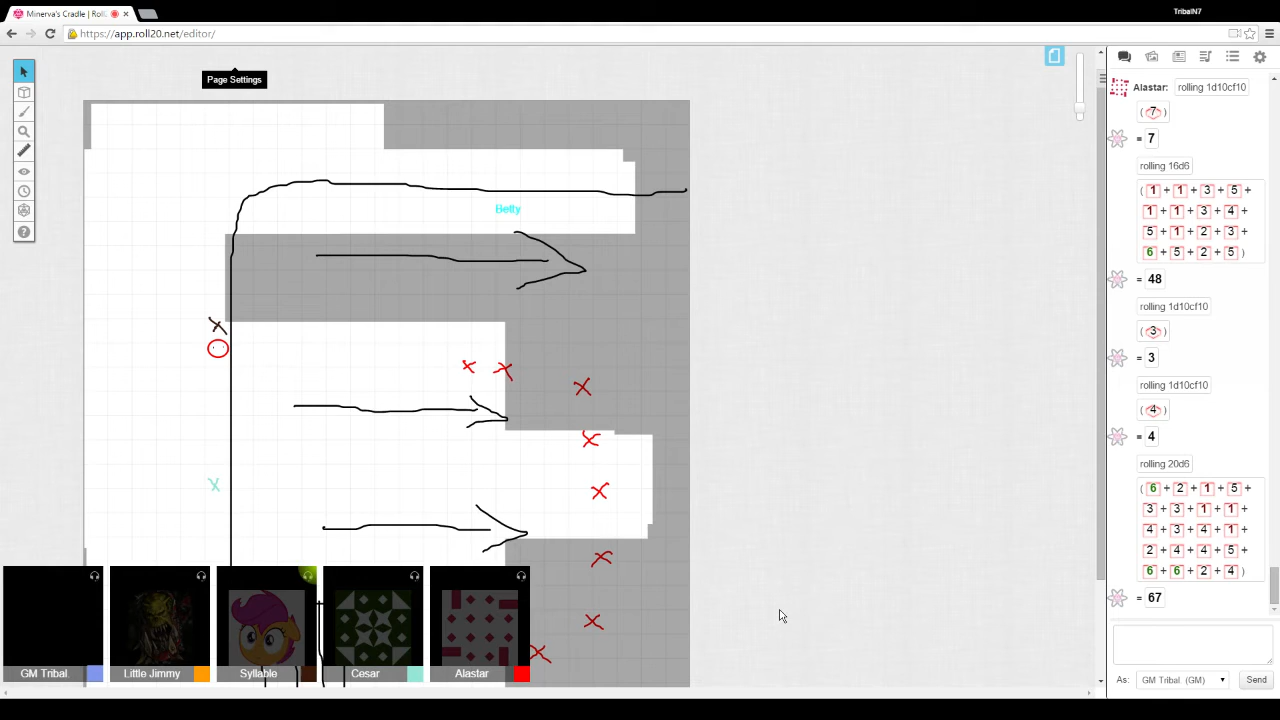 TribalN7
Minerva's Cradle | Roll
https://app.roll20.net/editor/
Page Settings
Betty
GM Tribal
Little Jimmy
Syllable
Cesar
Alastar
Alastar: rolling 1d10cf10
( 7 )
= 7
rolling 16d6
( 1 + 1 + 3 + 5 +
1 + 1 + 3 + 4 +
5 + 1 + 2 + 3 +
6 + 5 + 2 + 5 )
= 48
rolling 1d10cf10
( 3 )
= 3
rolling 1d10cf10
( 4 )
= 4
rolling 20d6
( 6 + 2 + 1 + 5 +
3 + 3 + 1 + 1 +
4 + 3 + 4 + 1 +
2 + 4 + 4 + 5 +
6 + 6 + 2 + 4 )
= 67
As: GM Tribal (GM) Send